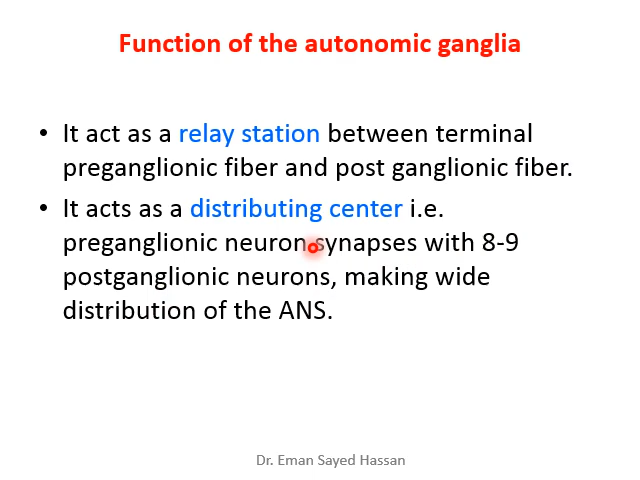 Function of the autonomic ganglia
• It act as a relay station between terminal
preganglionic fiber and post ganglionic fiber.
• It acts as a distributing center i.e.
preganglionic neuron synapses with 8-9
postganglionic neurons, making wide
distribution of the ANS.
Dr. Eman Sayed Hassan